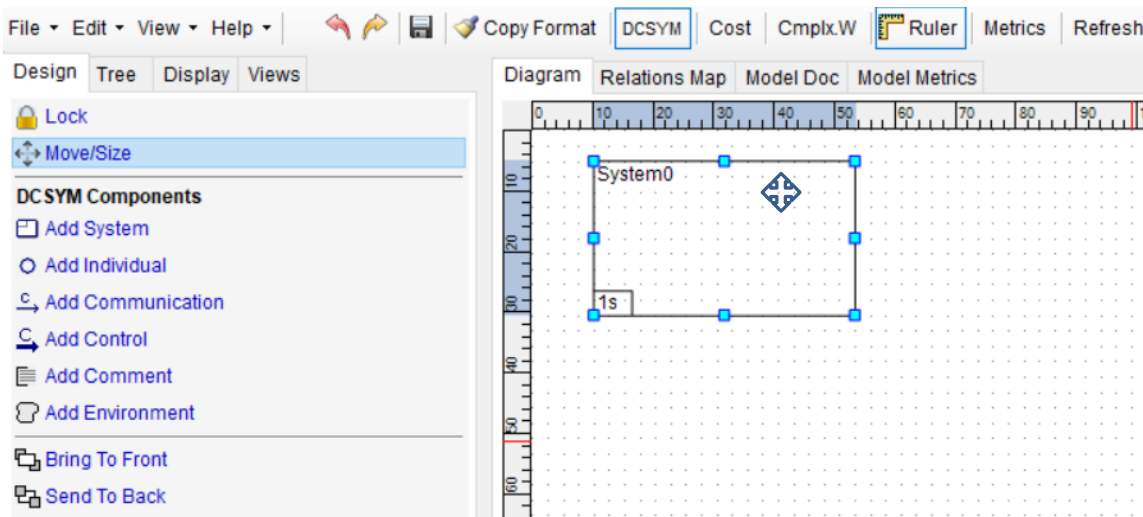 File Edit View Help Copy Format DCSYM Cost Cmplx.W Ruler Metrics Refresh
Design Tree Display Views
Diagram Relations Map Model Doc Model Metrics
Lock
Move/Size
DCSYM Components
Add System
Add Individual
C Add Communication
C Add Control
Add Comment
Add Environment
Bring To Front
Send To Back
0 10 20 30 40 50 60 70 80 90 1
10
20
30
40
50
60
System0
1s